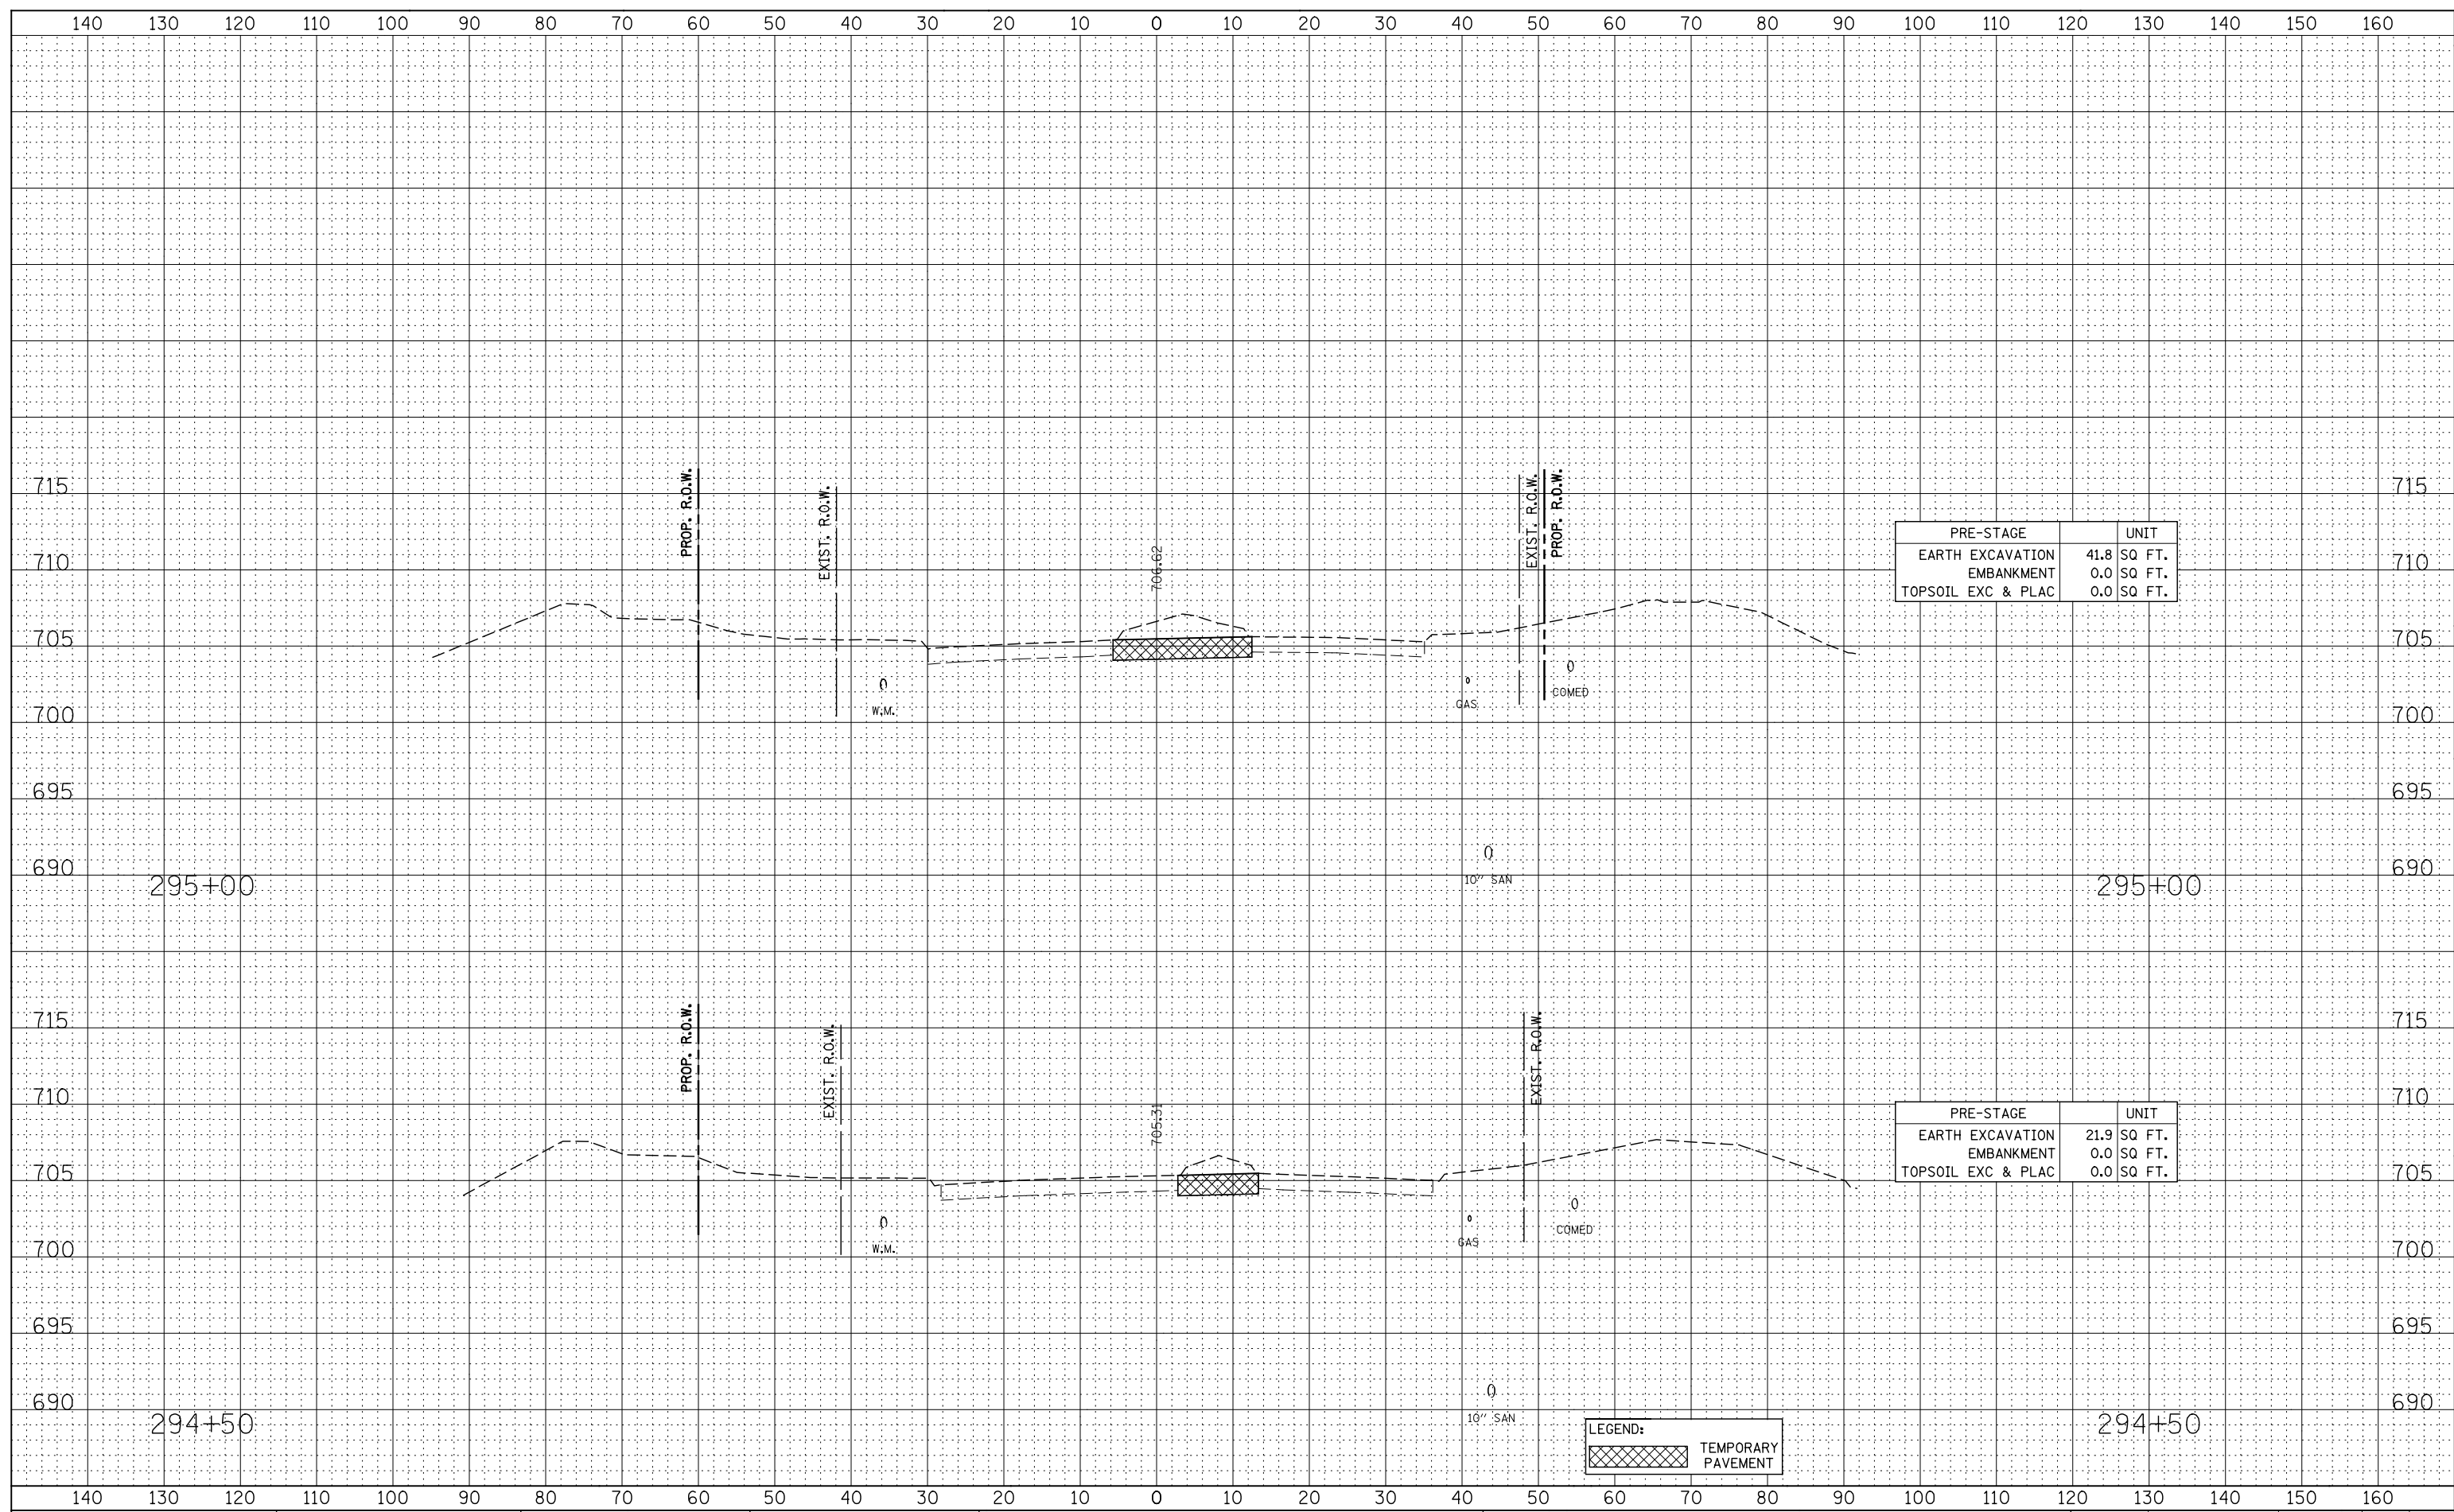 140 130 120 110 100 90 80 70 60 50 40 30 20 10 0 10 20 30 40 50 60 70 80 90 100 110 120 130 140 150 160
PROP. R.O.W.
EXIST. R.O.W.
706.62
EXIST. R.O.W.
PROP. R.O.W.
715 715
710 710
705 705
700 700
695 695
690 690
PRE-STAGE UNIT
EARTH EXCAVATION 41.8 SQ FT.
EMBANKMENT 0.0 SQ FT.
TOPSOIL EXC & PLAC 0.0 SQ FT.
W.M.
GAS
COMED
10" SAN
295+00 295+00
PROP. R.O.W.
EXIST. R.O.W.
705.31
EXIST. R.O.W.
715 715
710 710
705 705
700 700
695 695
690 690
PRE-STAGE UNIT
EARTH EXCAVATION 21.9 SQ FT.
EMBANKMENT 0.0 SQ FT.
TOPSOIL EXC & PLAC 0.0 SQ FT.
W.M.
GAS
COMED
10" SAN
294+50 294+50
LEGEND:
TEMPORARY
PAVEMENT
140 130 120 110 100 90 80 70 60 50 40 30 20 10 0 10 20 30 40 50 60 70 80 90 100 110 120 130 140 150 160